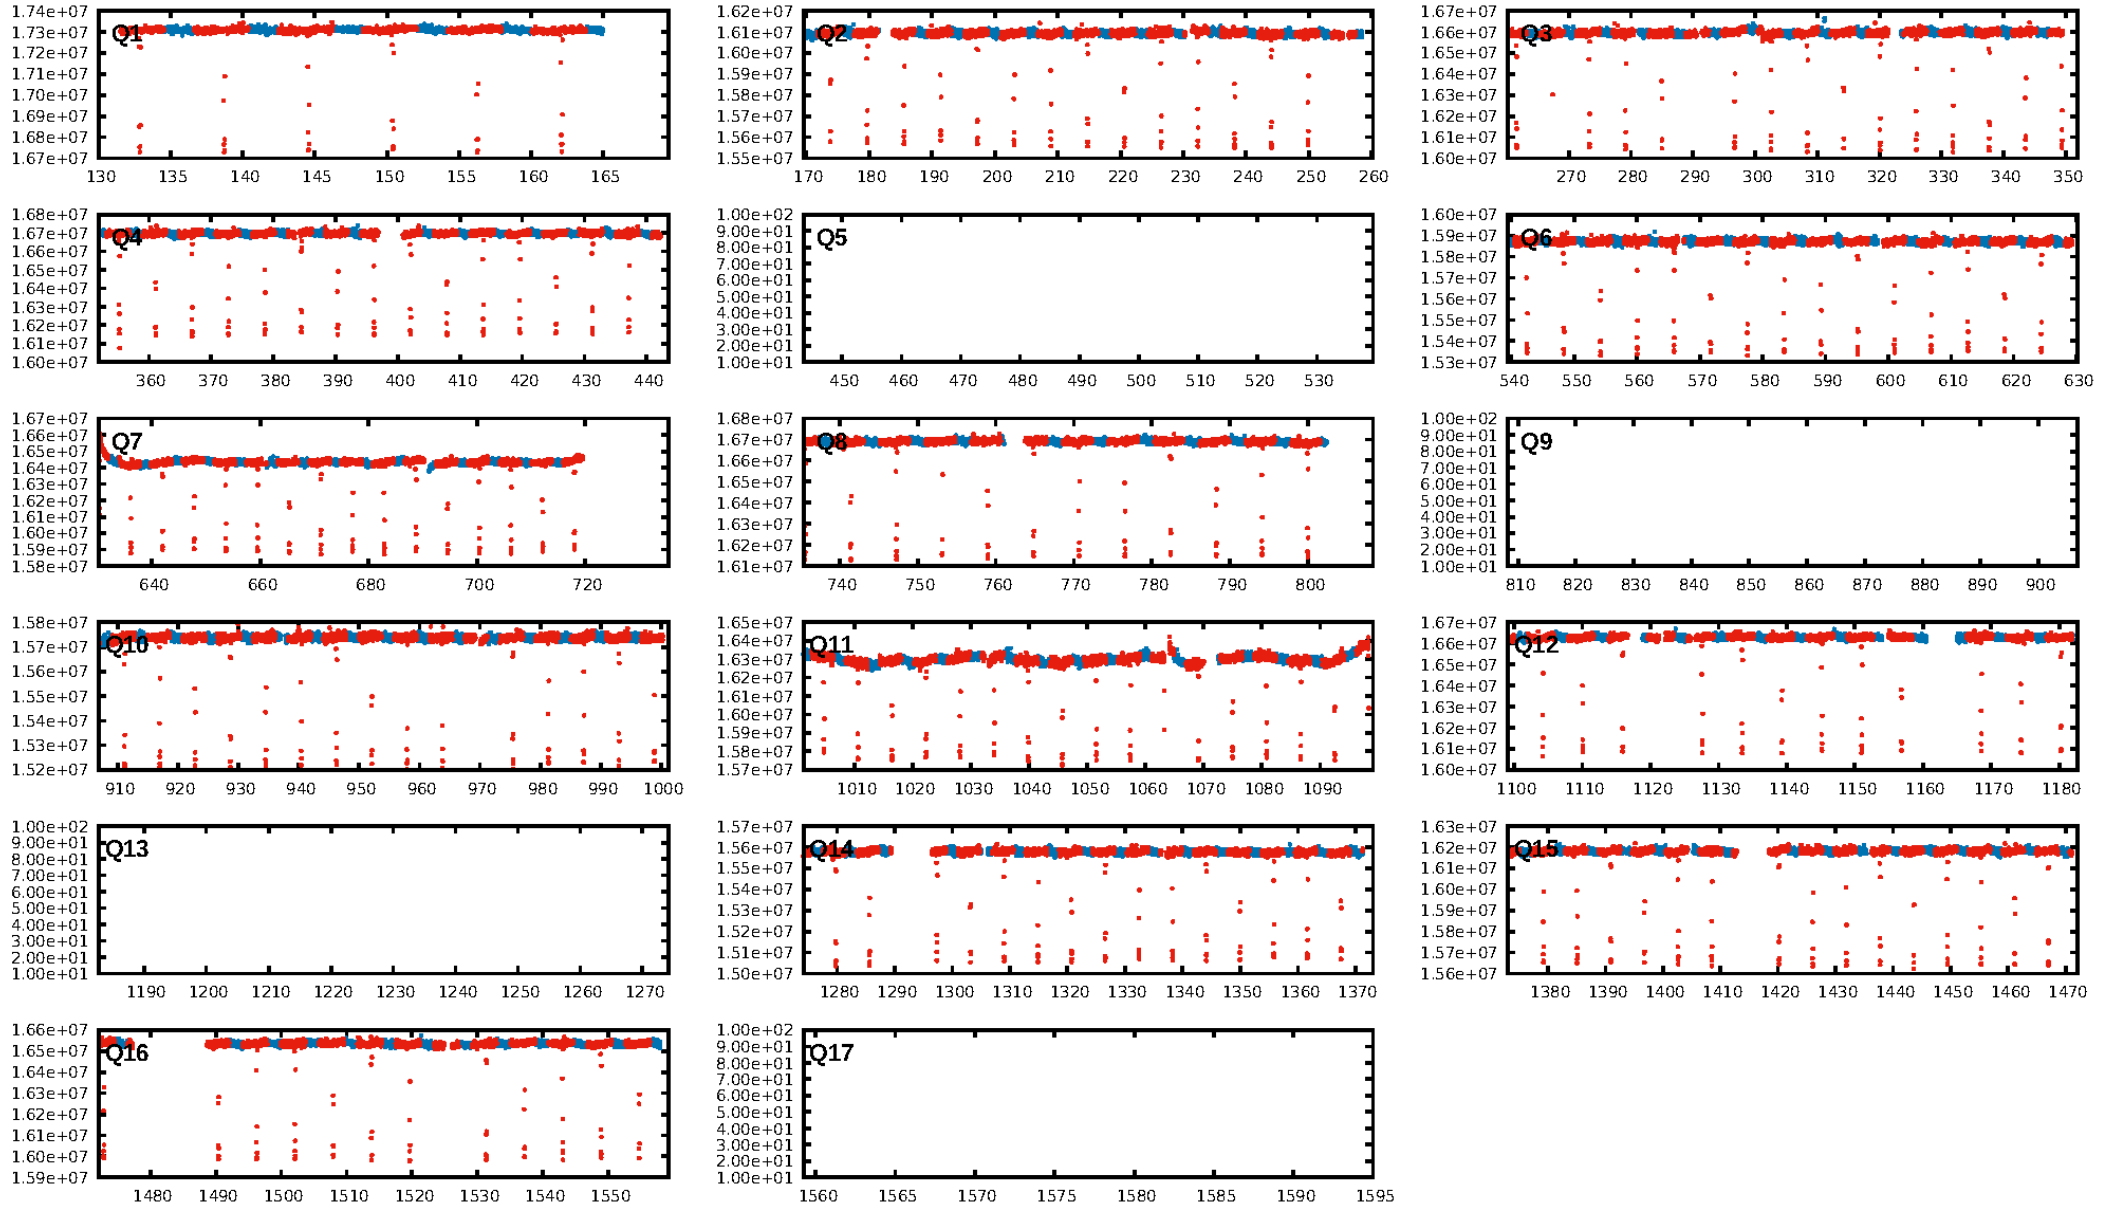 1.74e+07
1.73e+07
1.72e+07
1.71e+07
1.70e+07
1.69e+07
1.68e+07
1.67e+07
Q1
130 135 140 145 150 155 160 165
1.62e+07
1.61e+07
1.60e+07
1.59e+07
1.58e+07
1.57e+07
1.56e+07
1.55e+07
Q2
170 180 190 200 210 220 230 240 250 260
1.67e+07
1.66e+07
1.65e+07
1.64e+07
1.63e+07
1.62e+07
1.61e+07
1.60e+07
Q3
270 280 290 300 310 320 330 340 350
1.68e+07
1.67e+07
1.66e+07
1.65e+07
1.64e+07
1.63e+07
1.62e+07
1.61e+07
1.60e+07
Q4
360 370 380 390 400 410 420 430 440
1.00e+02
9.00e+01
8.00e+01
7.00e+01
6.00e+01
5.00e+01
4.00e+01
3.00e+01
2.00e+01
1.00e+01
Q5
450 460 470 480 490 500 510 520 530
1.60e+07
1.59e+07
1.58e+07
1.57e+07
1.56e+07
1.55e+07
1.54e+07
1.53e+07
Q6
540 550 560 570 580 590 600 610 620 630
1.67e+07
1.66e+07
1.65e+07
1.64e+07
1.63e+07
1.62e+07
1.61e+07
1.60e+07
1.59e+07
1.58e+07
Q7
640 660 680 700 720
1.68e+07
1.67e+07
1.66e+07
1.65e+07
1.64e+07
1.63e+07
1.62e+07
1.61e+07
Q8
740 750 760 770 780 790 800
1.00e+02
9.00e+01
8.00e+01
7.00e+01
6.00e+01
5.00e+01
4.00e+01
3.00e+01
2.00e+01
1.00e+01
Q9
810 820 830 840 850 860 870 880 890 900
1.58e+07
1.57e+07
1.56e+07
1.55e+07
1.54e+07
1.53e+07
1.52e+07
Q10
910 920 930 940 950 960 970 980 990 1000
1.65e+07
1.64e+07
1.63e+07
1.62e+07
1.61e+07
1.60e+07
1.59e+07
1.58e+07
1.57e+07
Q11
1010 1020 1030 1040 1050 1060 1070 1080 1090
1.67e+07
1.66e+07
1.65e+07
1.64e+07
1.63e+07
1.62e+07
1.61e+07
1.60e+07
Q12
1100 1110 1120 1130 1140 1150 1160 1170 1180
1.00e+02
9.00e+01
8.00e+01
7.00e+01
6.00e+01
5.00e+01
4.00e+01
3.00e+01
2.00e+01
1.00e+01
Q13
1190 1200 1210 1220 1230 1240 1250 1260 1270
1.57e+07
1.56e+07
1.55e+07
1.54e+07
1.53e+07
1.52e+07
1.51e+07
1.50e+07
Q14
1280 1290 1300 1310 1320 1330 1340 1350 1360 1370
1.63e+07
1.62e+07
1.61e+07
1.60e+07
1.59e+07
1.58e+07
1.57e+07
1.56e+07
Q15
1380 1390 1400 1410 1420 1430 1440 1450 1460 1470
1.66e+07
1.65e+07
1.64e+07
1.63e+07
1.62e+07
1.61e+07
1.60e+07
1.59e+07
Q16
1480 1490 1500 1510 1520 1530 1540 1550
1.00e+02
9.00e+01
8.00e+01
7.00e+01
6.00e+01
5.00e+01
4.00e+01
3.00e+01
2.00e+01
1.00e+01
Q17
1560 1565 1570 1575 1580 1585 1590 1595